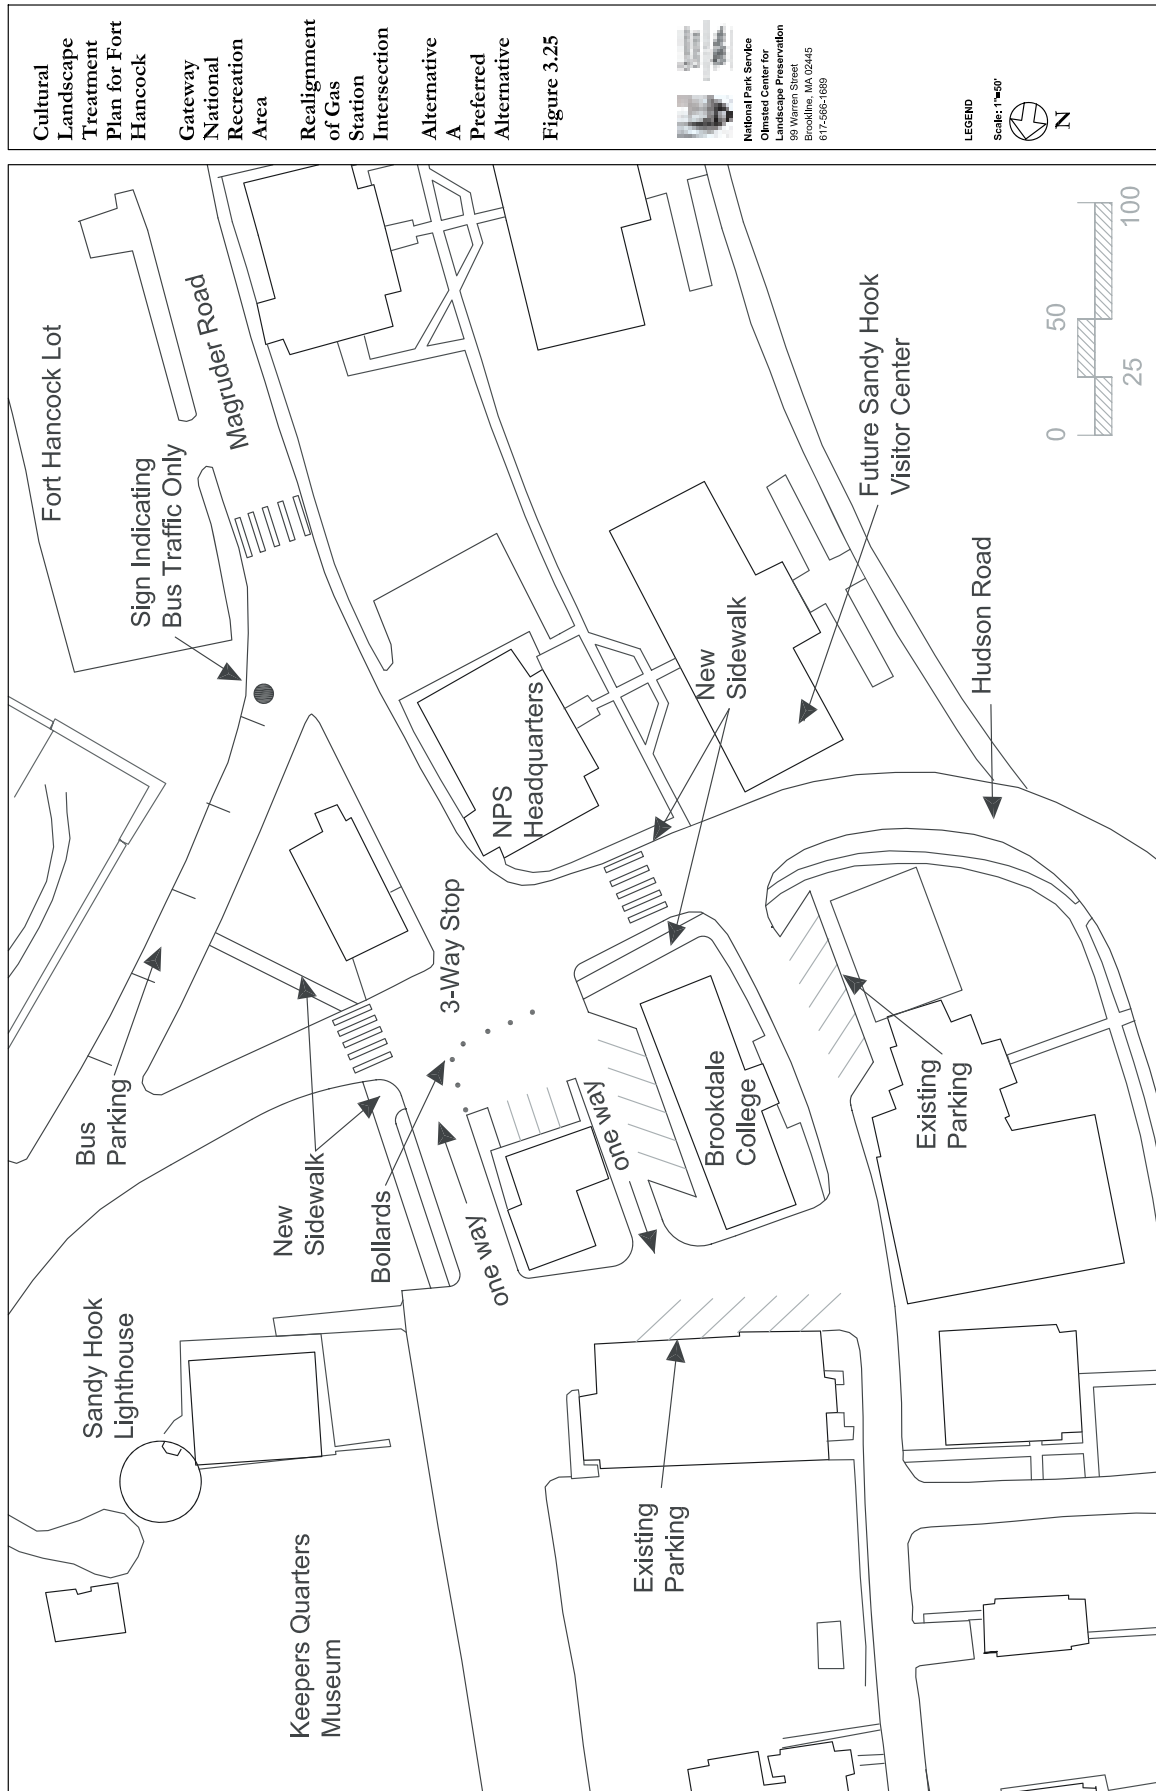 Cultural
Landscape
Treatment
Plan for Fort
Hancock
Gateway
National
Recreation
Area
Realignment
of Gas
Station
Intersection
Alternative
A
Preferred
Alternative
Figure 3.25
National Park Service
Olmsted Center for
Landscape Preservation
99 Warren Street
Brookline, MA 02445
617-566-1689
LEGEND
Scale: 1"=50'
N
Fort Hancock Lot
Magruder Road
Sign Indicating
Bus Traffic Only
Bus
Parking
New
Sidewalk
Bollards
3-Way Stop
NPS
Headquarters
New
Sidewalk
Future Sandy Hook
Visitor Center
Hudson Road
0
25
50
100
Sandy Hook
Lighthouse
one way
one way
Brookdale
College
Existing
Parking
Existing
Parking
Keepers Quarters
Museum